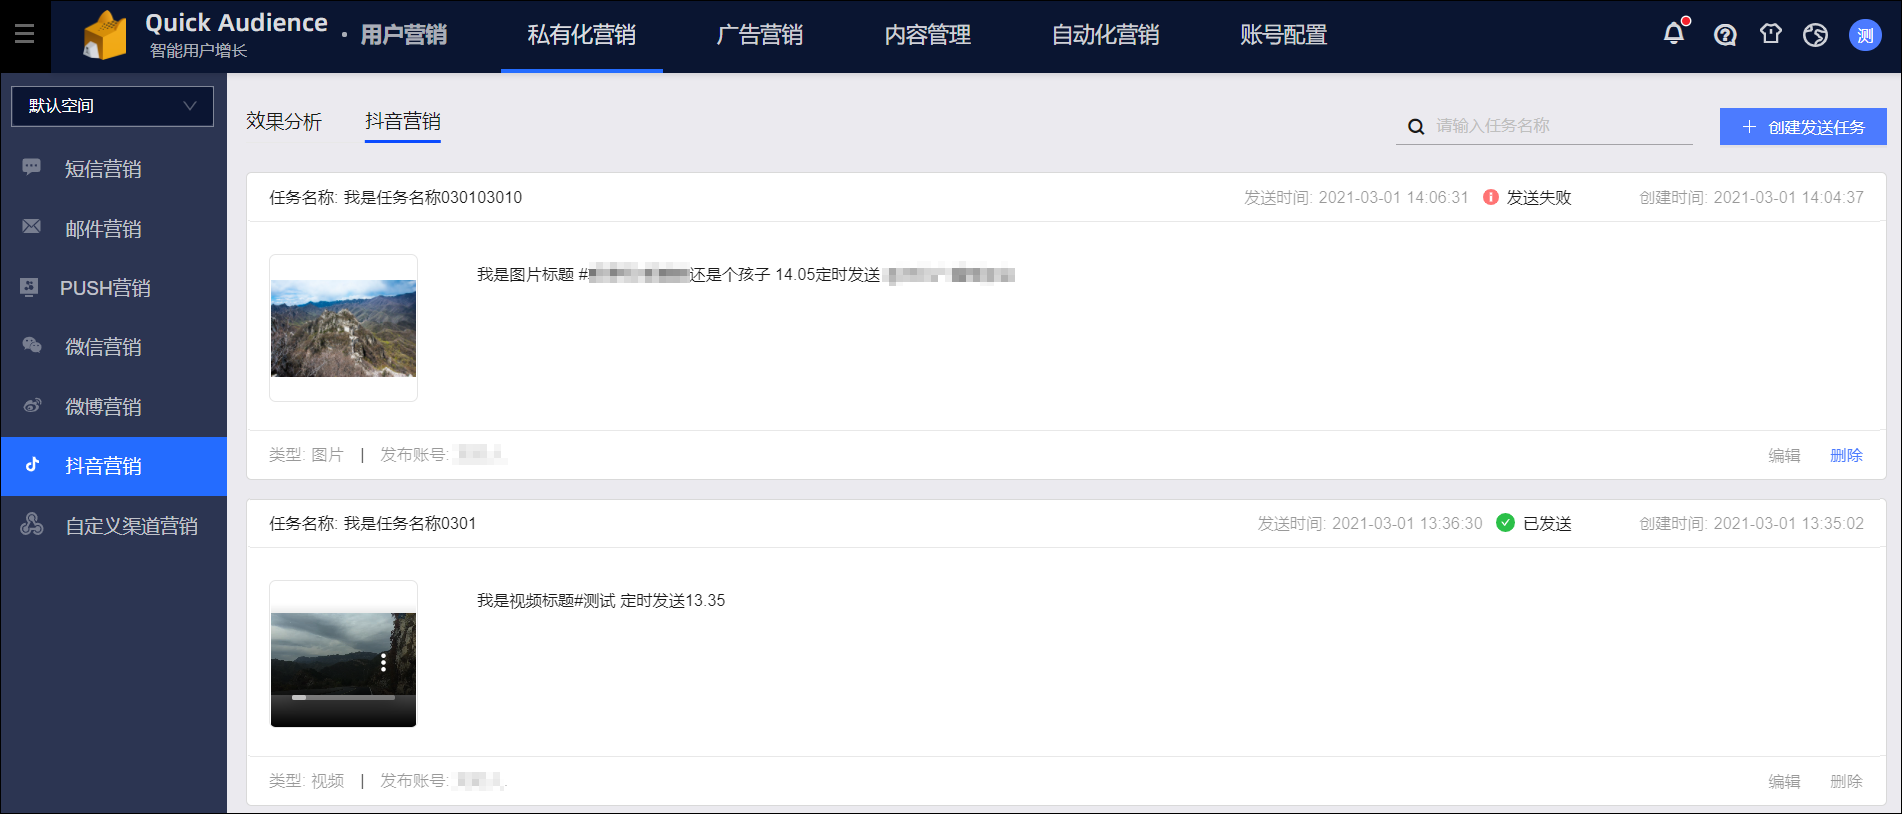 Quick Audience
智能用户增长
· 用户营销
私有化营销
广告营销
内容管理
自动化营销
账号配置
测
默认空间
短信营销
邮件营销
PUSH营销
微信营销
微博营销
抖音营销
自定义渠道营销
效果分析
抖音营销
请输入任务名称
创建发送任务
任务名称: 我是任务名称030103010
发送时间: 2021-03-01 14:06:31
发送失败
创建时间: 2021-03-01 14:04:37
我是图片标题 # 还是个孩子 14.05定时发送
类型: 图片 | 发布账号:
编辑
删除
任务名称: 我是任务名称0301
发送时间: 2021-03-01 13:36:30
已发送
创建时间: 2021-03-01 13:35:02
我是视频标题#测试 定时发送13.35
类型: 视频 | 发布账号:
编辑
删除